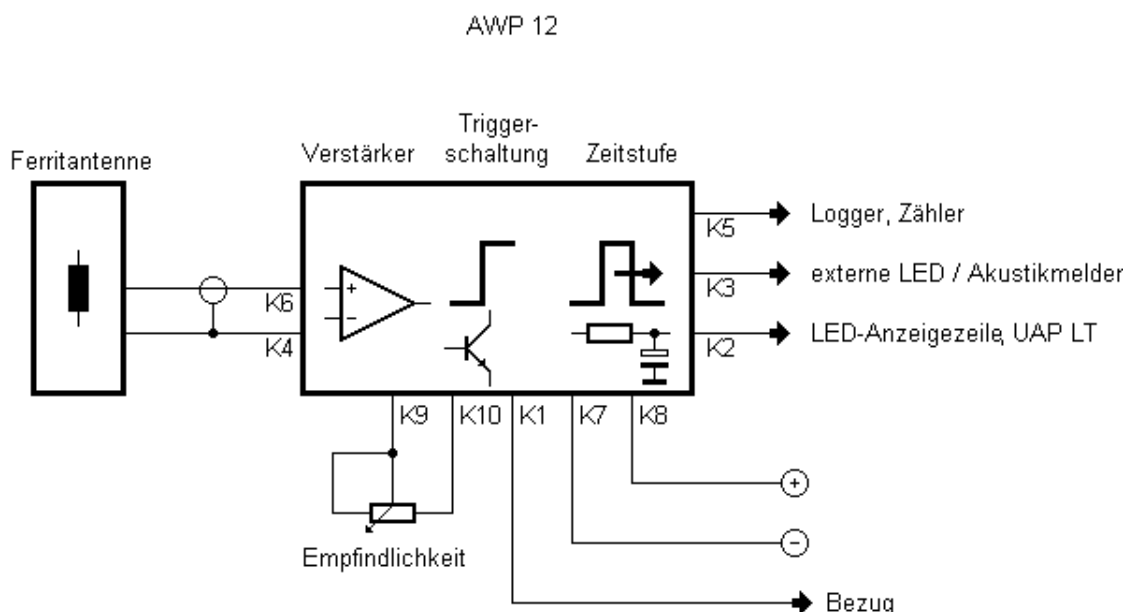 AWP 12
Trigger-
schaltung
Verstärker
Zeitstufe
Ferritantenne
K5
Logger, Zähler
K6
K3
externe LED / Akustikmelder
K4
K2
LED-Anzeigezeile, UAP LT
K9
K10
K1
K7
K8
+
−
Empfindlichkeit
+
−
Bezug